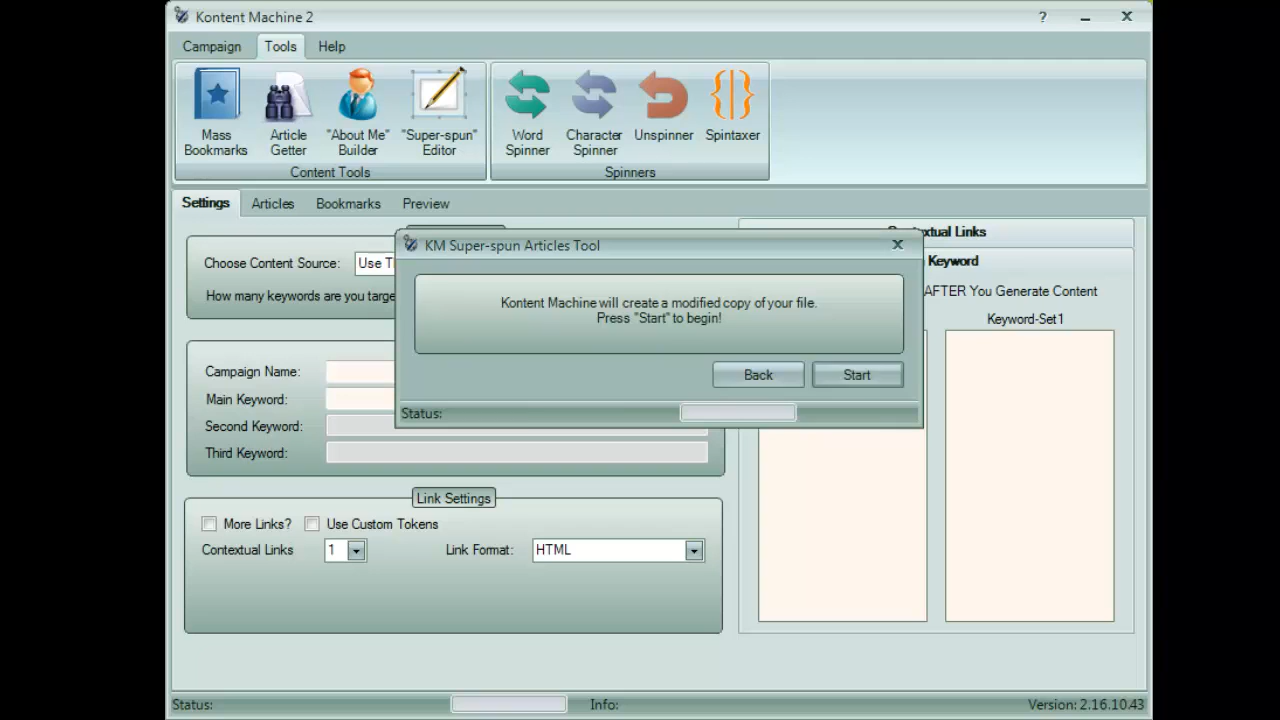 Kontent Machine 2
?
Campaign Tools Help
Mass Bookmarks
Article Getter
"About Me" Builder
"Super-spun" Editor
Content Tools
Word Spinner
Character Spinner
Unspinner
Spintaxer
Spinners
Settings Articles Bookmarks Preview
Choose Content Source: Use T
How many keywords are you targe
Campaign Name:
Main Keyword:
Second Keyword:
Third Keyword:
KM Super-spun Articles Tool
Kontent Machine will create a modified copy of your file.
Press "Start" to begin!
Back Start
Status:
Links
Keyword
AFTER You Generate Content
Keyword-Set1
Link Settings
More Links? Use Custom Tokens
Contextual Links 1 Link Format: HTML
Status: Info: Version: 2.16.10.43